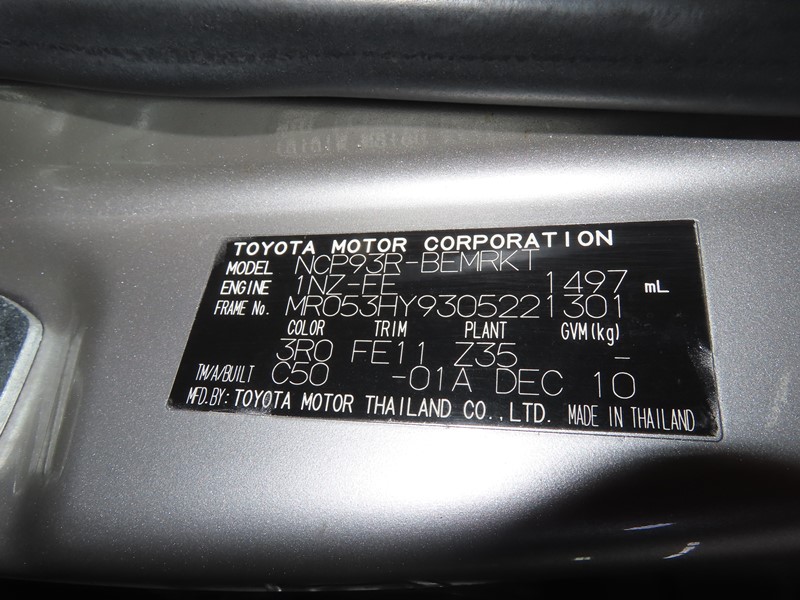 TOYOTA MOTOR CORPORATION
MODEL NCP93R-BEMRKT
ENGINE 1NZ-FE 1497 mL
FRAME No. MR053HY9305221301
COLOR TRIM PLANT GVM(kg)
3R0 FE11 Z35 -
TM/A/BUILT C50 -01A DEC 10
MFD.BY: TOYOTA MOTOR THAILAND CO.,LTD. MADE IN THAILAND